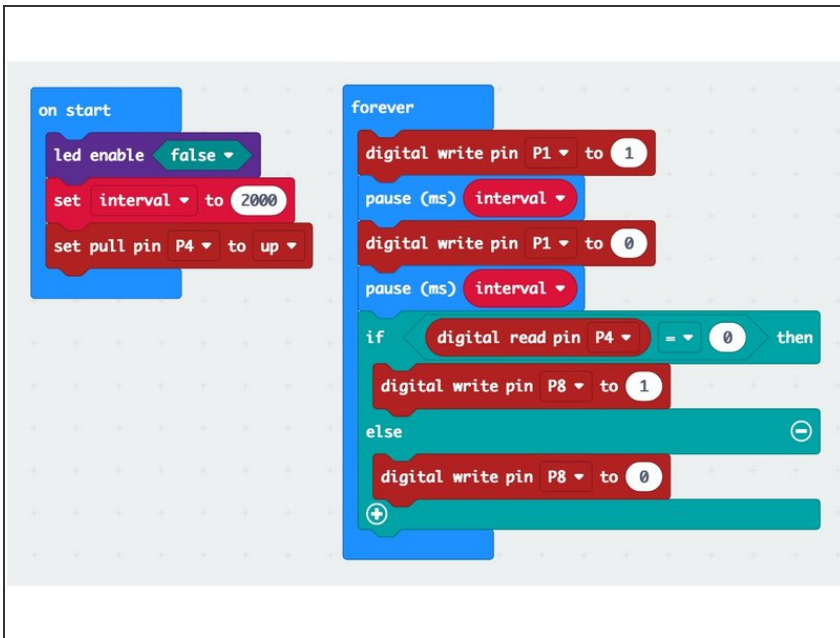 on start
led enable false
set interval to 2000
set pull pin P4 to up
forever
digital write pin P1 to 1
pause (ms) interval
digital write pin P1 to 0
pause (ms) interval
if digital read pin P4 = 0 then
digital write pin P8 to 1
else
digital write pin P8 to 0